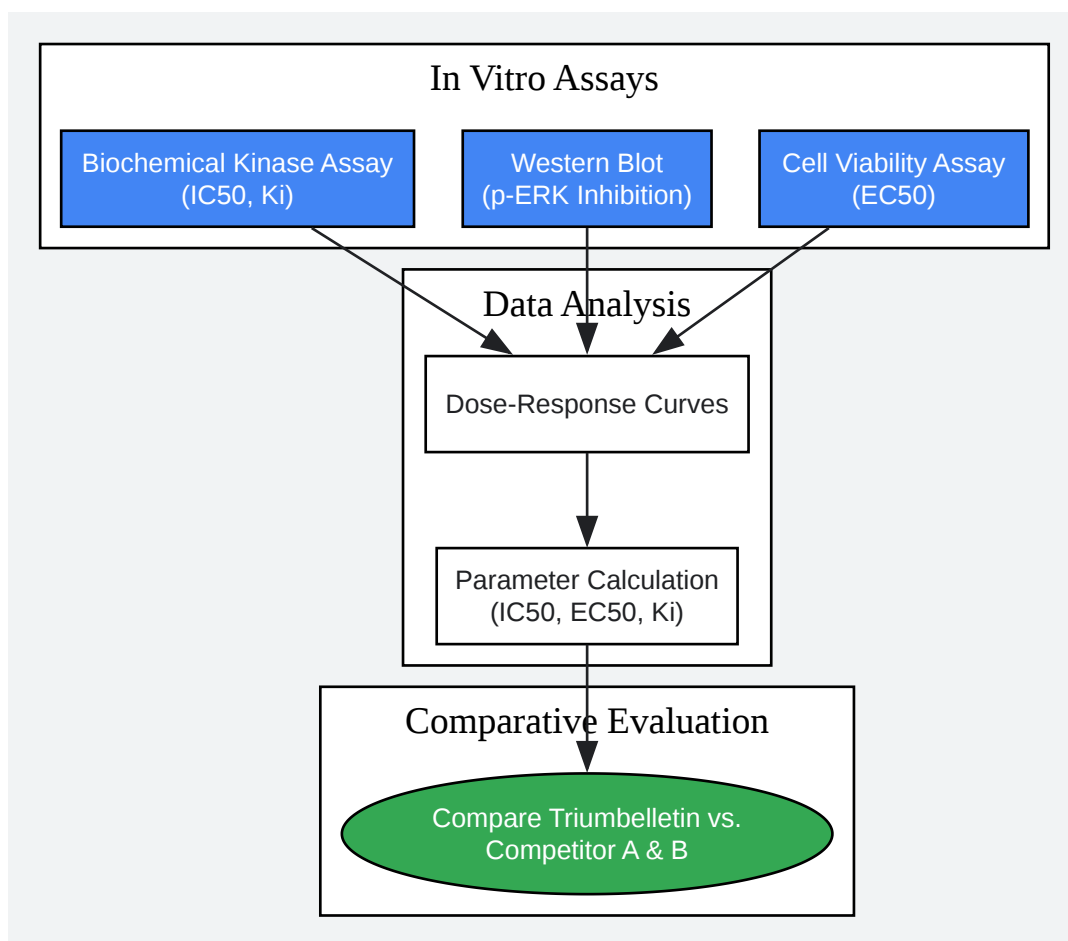 In Vitro Assays
Biochemical Kinase Assay
(IC50, Ki)
Western Blot
(p-ERK Inhibition)
Cell Viability Assay
(EC50)
Data Analysis
Dose-Response Curves
Parameter Calculation
(IC50, EC50, Ki)
Comparative Evaluation
Compare Triumbelletin vs.
Competitor A & B